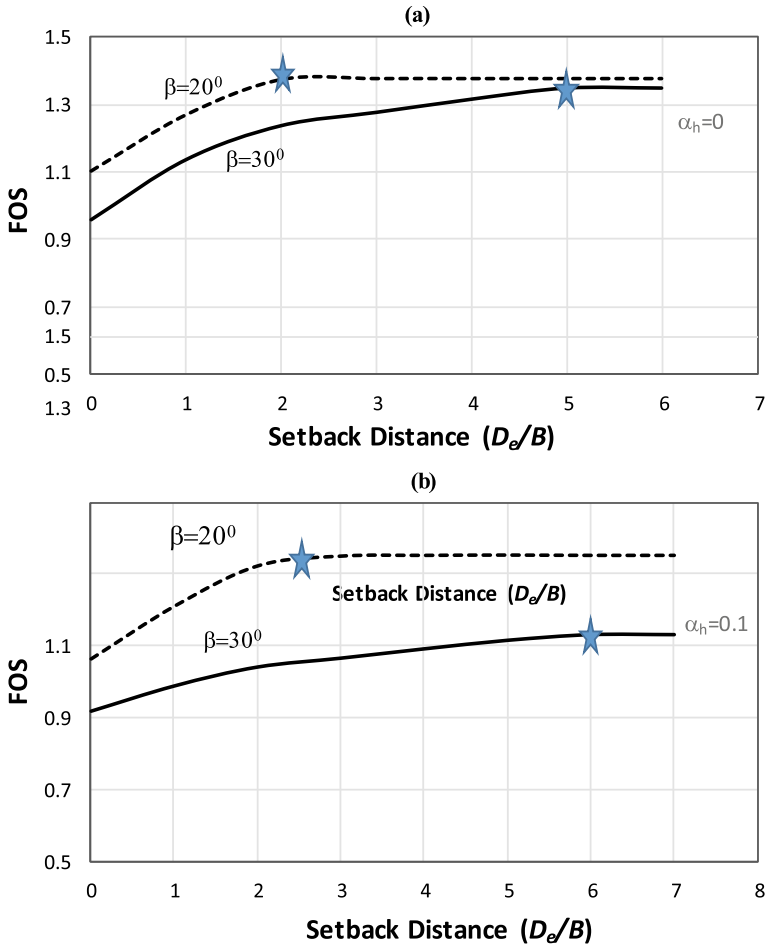 (a)
1.5
β=20⁰
1.3
αₕ=0
β=30⁰
1.1
FOS
0.9
0.7
1.5
0.5
1.3
0 1 2 3 4 5 6 7
Setback Distance (Dₑ/B)
(b)
β=20⁰
Setback Distance (Dₑ/B)
αₕ=0.1
β=30⁰
1.1
FOS
0.9
0.7
0.5
0 1 2 3 4 5 6 7 8
Setback Distance (Dₑ/B)